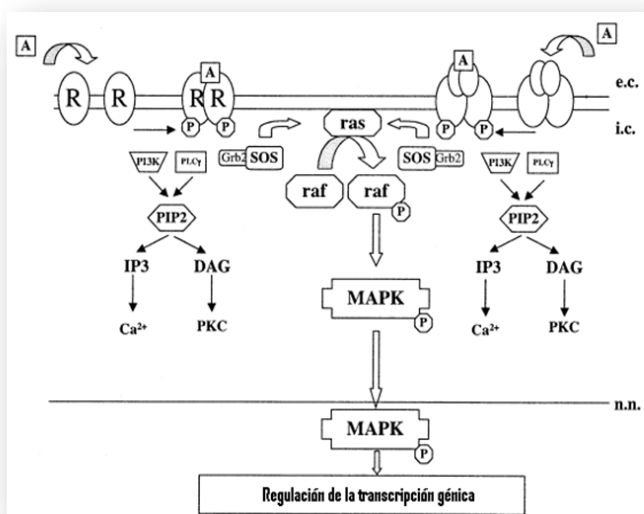 A
A
R R R R
A
A
e.c.
i.c.
P P
P P
ras
Grb2 SOS
SOS Grb2
PI3K PLCγ
PI3K PLCγ
raf raf
P
PIP2
PIP2
IP3 DAG
IP3 DAG
MAPK
P
Ca²⁺ PKC
Ca²⁺ PKC
n.n.
MAPK
P
Regulación de la transcripción génica